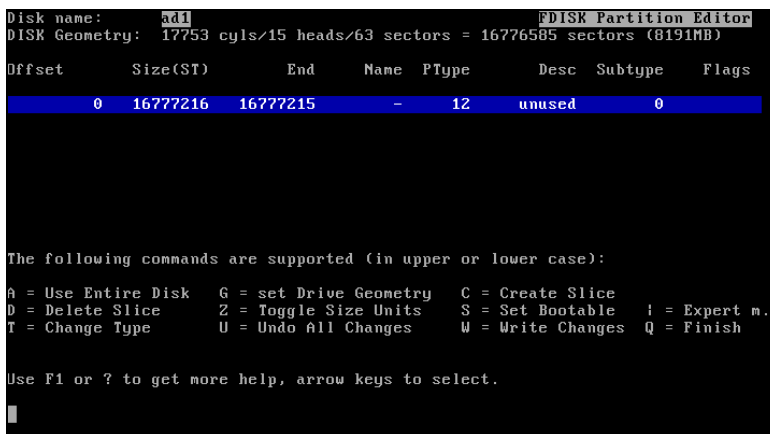 Disk name: ad1 FDISK Partition Editor
DISK Geometry: 17753 cyls/15 heads/63 sectors = 16776585 sectors (8191MB)
Offset Size(ST) End Name PType Desc Subtype Flags
0 16777216 16777215 - 12 unused 0
The following commands are supported (in upper or lower case):
A = Use Entire Disk G = set Drive Geometry C = Create Slice
D = Delete Slice Z = Toggle Size Units S = Set Bootable | = Expert m.
T = Change Type U = Undo All Changes W = Write Changes Q = Finish
Use F1 or ? to get more help, arrow keys to select.